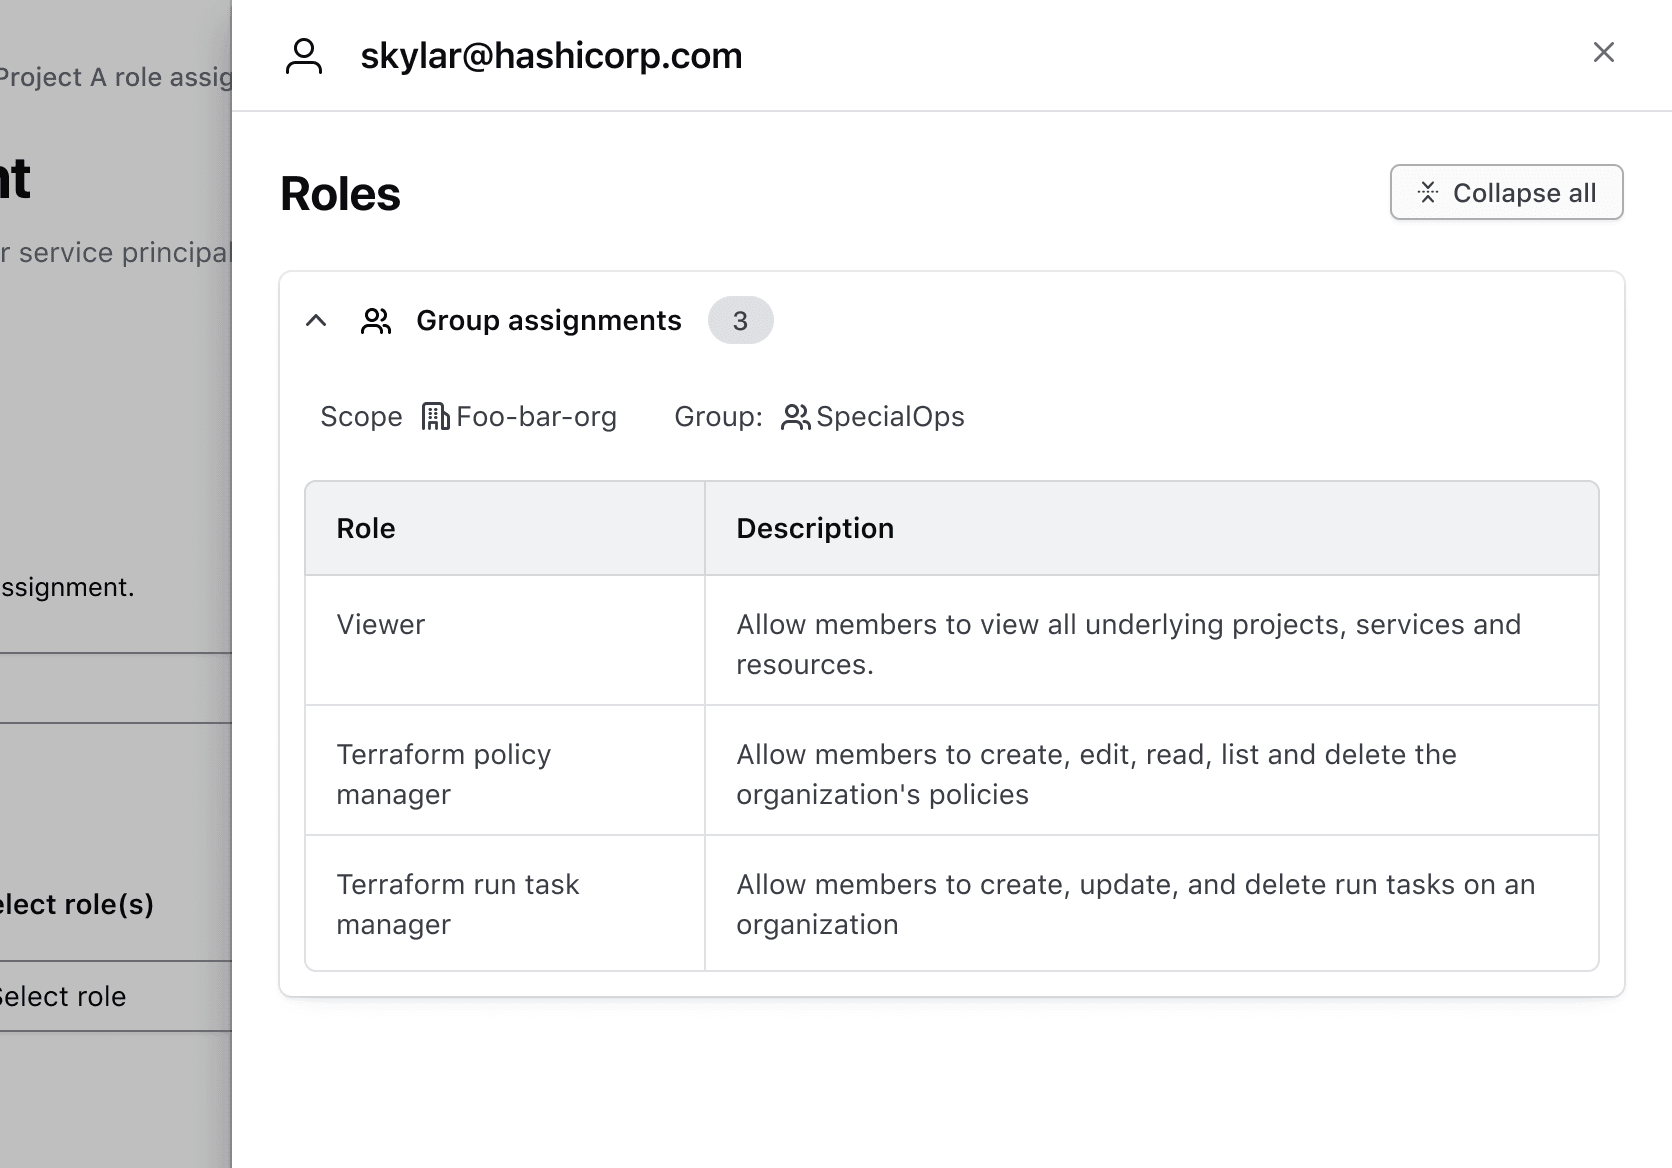 Project A role assig
nt
r service principal
ssignment.
elect role(s)
Select role
skylar@hashicorp.com
Roles
Collapse all
Group assignments 3
Scope Foo-bar-org Group: SpecialOps
Role Description
Viewer Allow members to view all underlying projects, services and
resources.
Terraform policy
manager
Allow members to create, edit, read, list and delete the
organization's policies
Terraform run task
manager
Allow members to create, update, and delete run tasks on an
organization